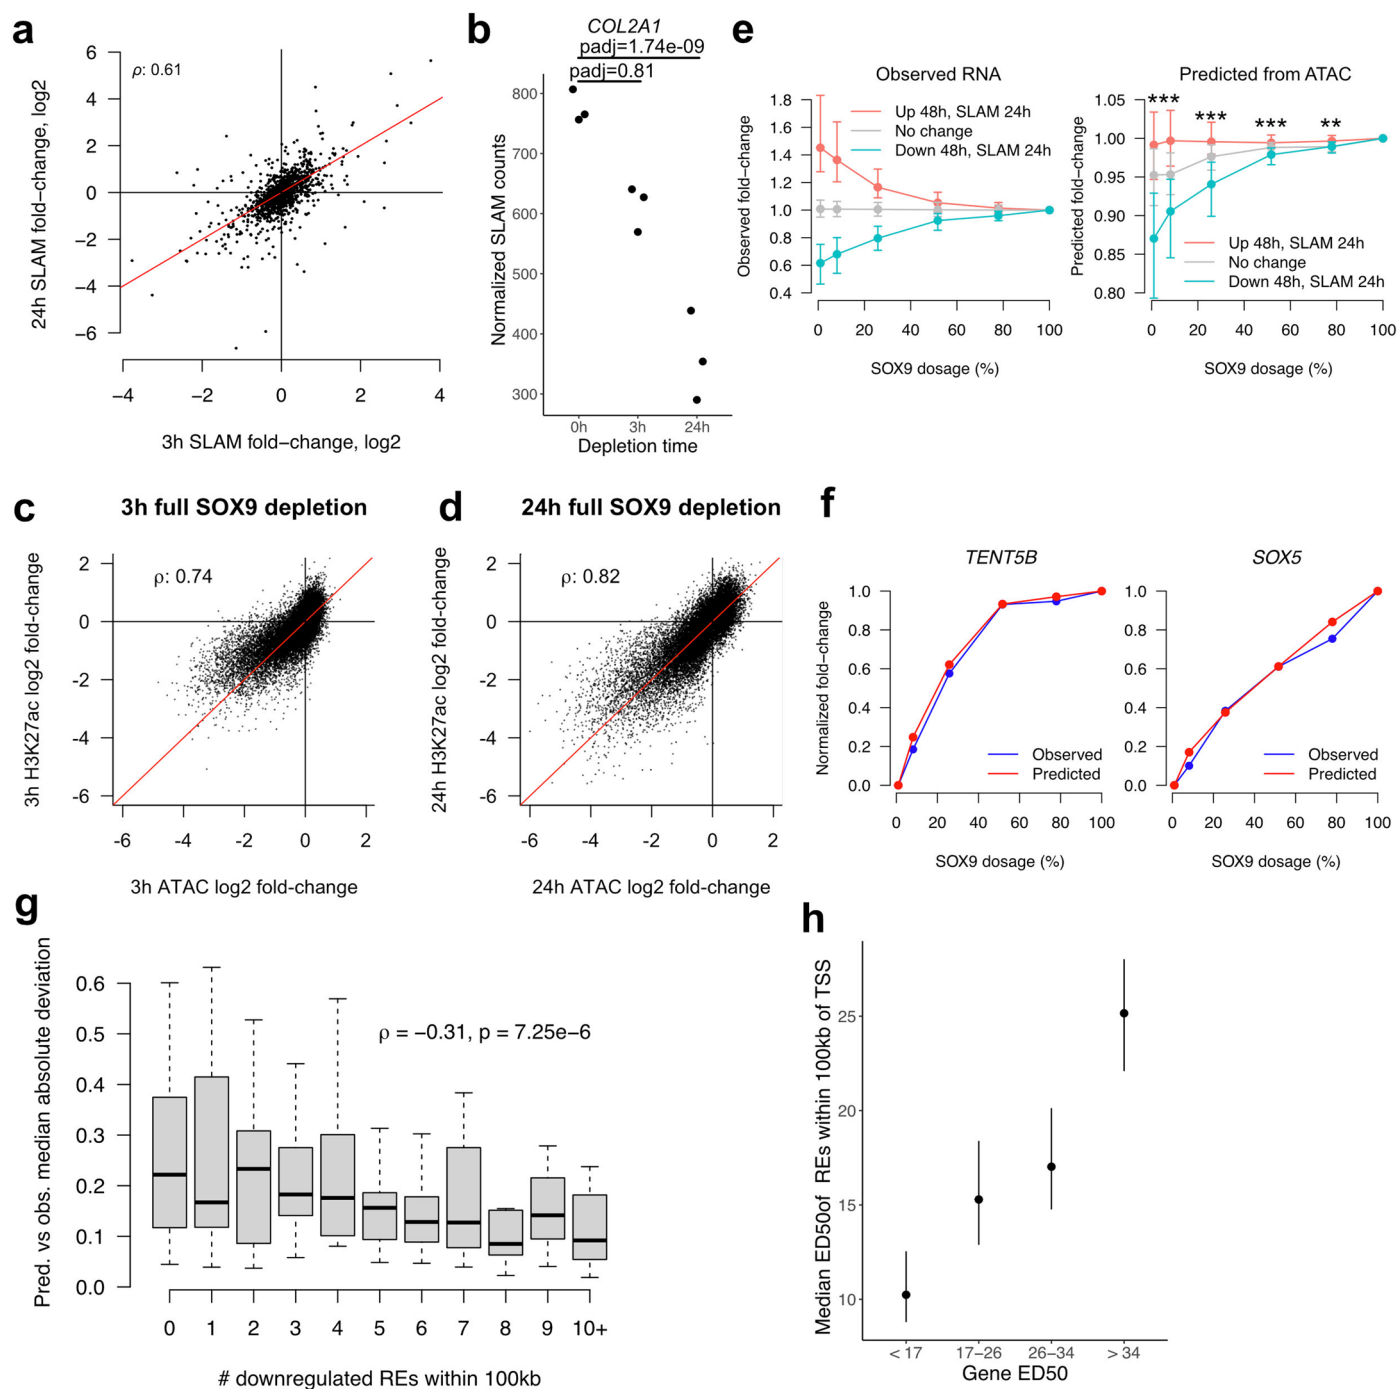 a
6
4
2
0
−2
−4
−6
ρ: 0.61
24h SLAM fold−change, log2
−4
−2
0
2
4
3h SLAM fold−change, log2
b
COL2A1
padj=1.74e−09
padj=0.81
800
700
600
500
400
300
Normalized SLAM counts
0h
3h
24h
Depletion time
e
Observed RNA
1.8
1.6
1.4
1.2
1.0
0.8
0.6
0.4
Observed fold−change
Up 48h, SLAM 24h
No change
Down 48h, SLAM 24h
0
20
40
60
80
100
SOX9 dosage (%)
Predicted from ATAC
1.05
1.00
0.95
0.90
0.85
0.80
Predicted fold−change
***
***
***
**
Up 48h, SLAM 24h
No change
Down 48h, SLAM 24h
0
20
40
60
80
100
SOX9 dosage (%)
c
3h full SOX9 depletion
ρ: 0.74
2
0
-2
-4
-6
3h H3K27ac log2 fold-change
-6
-4
-2
0
2
3h ATAC log2 fold-change
d
24h full SOX9 depletion
ρ: 0.82
2
0
-2
-4
-6
24h H3K27ac log2 fold-change
-6
-4
-2
0
2
24h ATAC log2 fold-change
f
TENT5B
1.0
0.8
0.6
0.4
0.2
0.0
Normalized fold−change
Observed
Predicted
0
20
40
60
80
100
SOX9 dosage (%)
SOX5
1.0
0.8
0.6
0.4
0.2
0.0
Observed
Predicted
0
20
40
60
80
100
SOX9 dosage (%)
g
0.6
0.5
0.4
0.3
0.2
0.1
0.0
Pred. vs obs. median absolute deviation
ρ = −0.31, p = 7.25e−6
0
1
2
3
4
5
6
7
8
9
10+
# downregulated REs within 100kb
h
25
20
15
10
Median ED50of REs within 100kb of TSS
< 17
17−26
26−34
> 34
Gene ED50